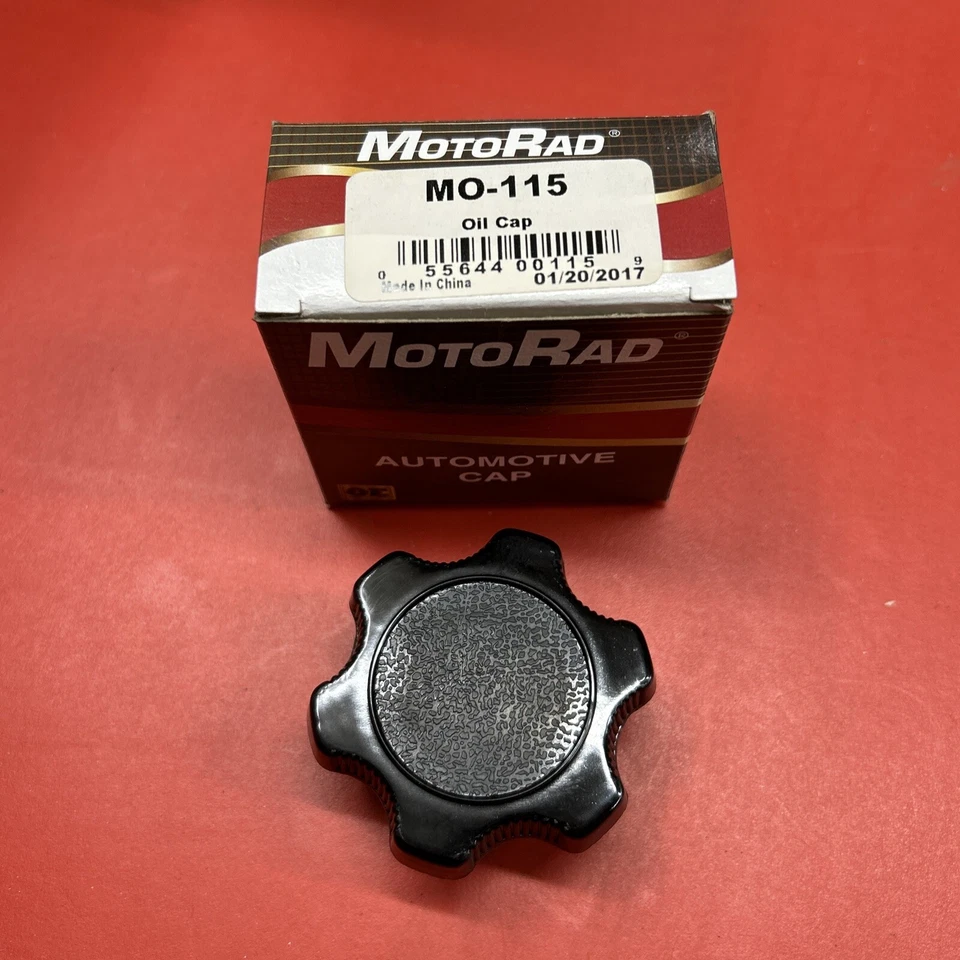 MOTORAD®
MO-115
Oil Cap
0 55644 00115 9
Made In China 01/20/2017
MOTORAD®
AUTOMOTIVE
CAP